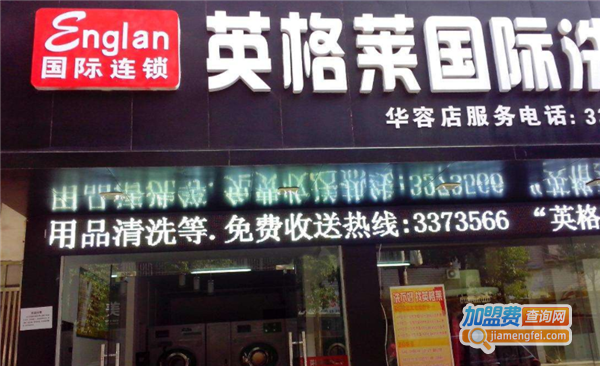 Englan
国际连锁
英格莱国际洗
华容店服务电话:33
用品清洗等.免费收送热线:3373566 “英格
加盟费查询网
jiamengfei.com